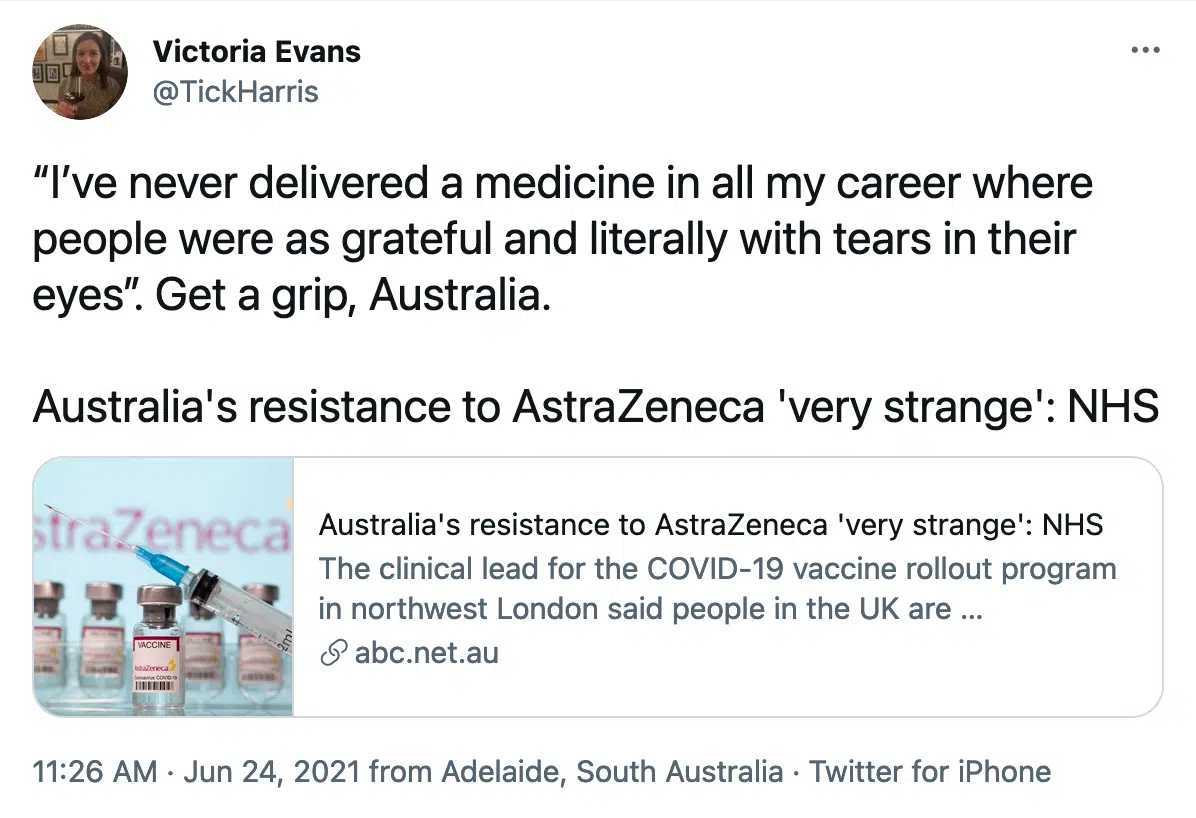 Victoria Evans
@TickHarris
“I’ve never delivered a medicine in all my career where
people were as grateful and literally with tears in their
eyes”. Get a grip, Australia.
Australia's resistance to AstraZeneca 'very strange': NHS
straZeneca
VACCINE
AstraZeneca
Coronavirus COVID-19
2ml
Australia's resistance to AstraZeneca 'very strange': NHS
The clinical lead for the COVID-19 vaccine rollout program
in northwest London said people in the UK are ...
abc.net.au
11:26 AM · Jun 24, 2021 from Adelaide, South Australia · Twitter for iPhone